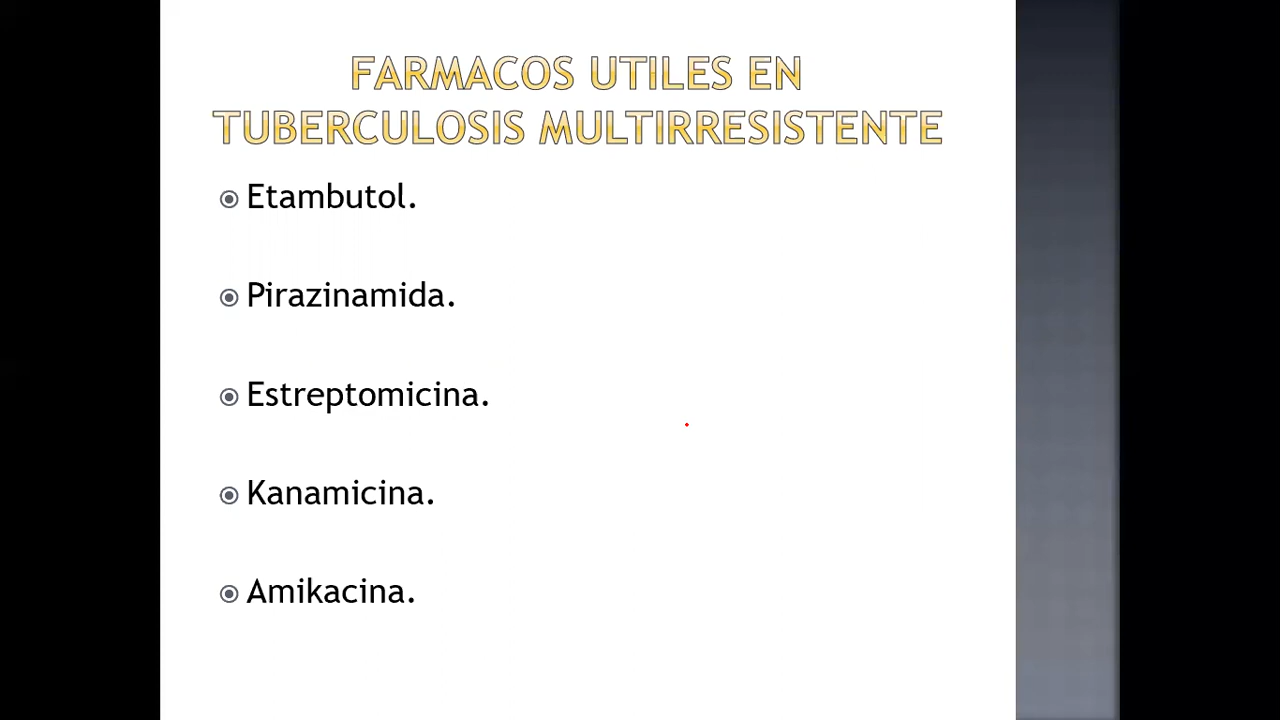 FARMACOS UTILES EN
TUBERCULOSIS MULTIRRESISTENTE
Etambutol.
Pirazinamida.
Estreptomicina.
Kanamicina.
Amikacina.